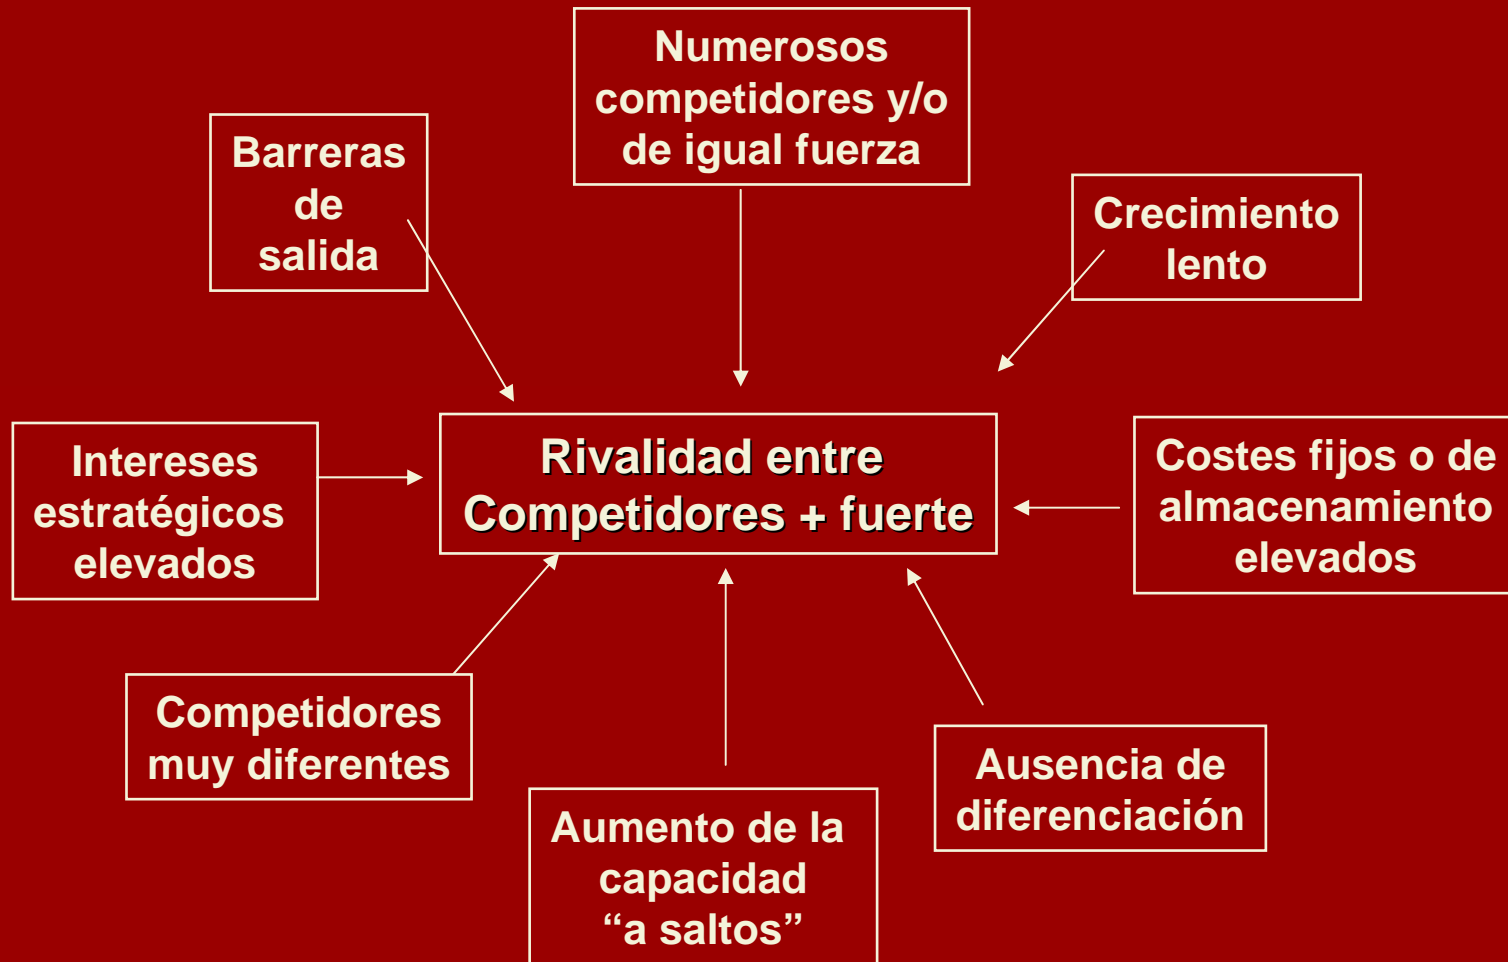 Numerosos
competidores y/o
de igual fuerza
Barreras
de
salida
Crecimiento
lento
Rivalidad entre
Competidores + fuerte
Intereses
estratégicos
elevados
Costes fijos o de
almacenamiento
elevados
Competidores
muy diferentes
Ausencia de
diferenciación
Aumento de la
capacidad
“a saltos”